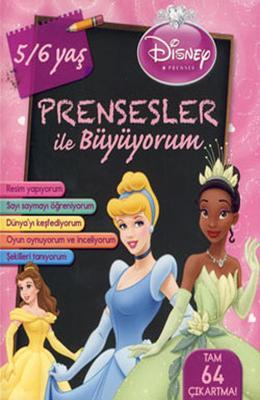 5/6 yaş
DISNEY
PRENSES
PRENSESLER
ile Büyüyorum
Resim yapıyorum
Sayı saymayı öğreniyorum
Dünya'yı keşfediyorum
Oyun oynuyorum ve inceliyorum
Şekilleri tanıyorum
TAM
64
ÇIKARTMA!